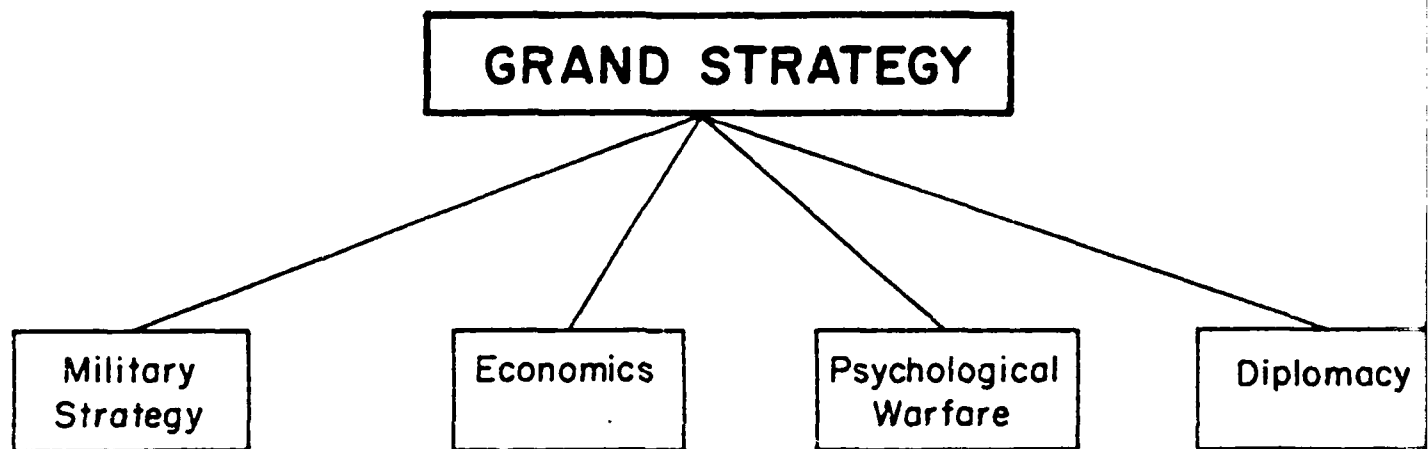 GRAND STRATEGY
Military
Strategy
Economics
Psychological
Warfare
Diplomacy